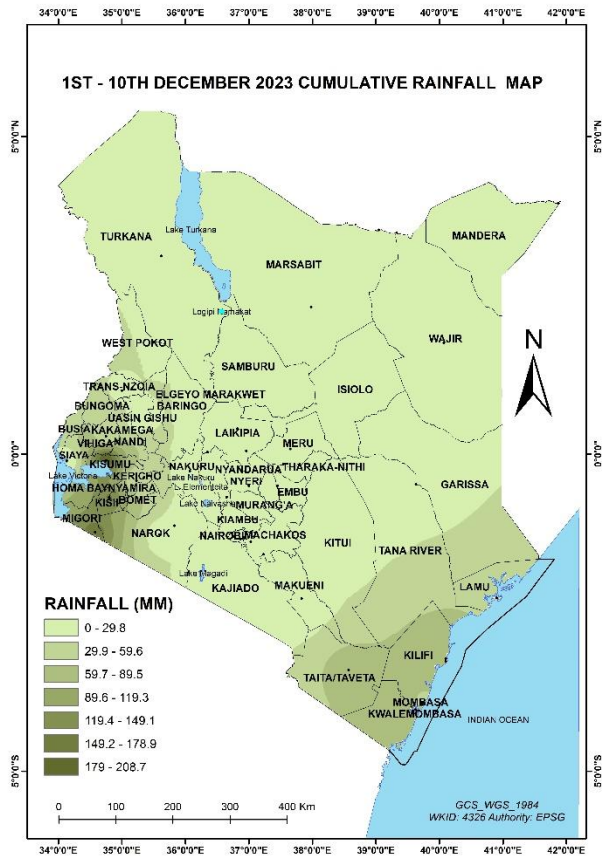 34°0'0"E 35°0'0"E 36°0'0"E 37°0'0"E 38°0'0"E 39°0'0"E 40°0'0"E 41°0'0"E 42°0'0"E
1ST - 10TH DECEMBER 2023 CUMULATIVE RAINFALL MAP
5°0'0"N 5°0'0"N
TURKANA
Lake Turkana
MANDERA
MARSABIT
Logipi Namakat
WEST POKOT
WAJIR
N
SAMBURU
TRANS-NZOIA
ELGEYO MARAKWET
ISIOLO
BUNGOMA
BARINGO
UASIN GISHU
BUSIA
KAKAMEGA
LAIKIPIA
VIHIGA
NANDI
MERU
0°0'0" 0°0'0"
SIAYA
KISUMU
NAKURU
NYANDARUA
THARAKA-NITHI
Lake Victoria
KERICHO
Lake Nakuru
NYERI
GARISSA
HOMA BAY
NYAMIRA
L. Elementeita
EMBU
KISII
BOMET
Lake Naivasha
MURANG'A
MIGORI
KIAMBU
NAROK
NAIROBI
MACHAKOS
KITUI
TANA RIVER
Lake Magadi
KAJIADO
MAKUENI
LAMU
RAINFALL (MM)
0 - 29.8
29.9 - 59.6
59.7 - 89.5
89.6 - 119.3
119.4 - 149.1
149.2 - 178.9
179 - 208.7
KILIFI
TAITA/TAVETA
MOMBASA
KWALE
MOMBASA
INDIAN OCEAN
5°0'0"S 5°0'0"S
0 100 200 300 400 Km
GCS_WGS_1984
WKID: 4326 Authority: EPSG
34°0'0"E 35°0'0"E 36°0'0"E 37°0'0"E 38°0'0"E 39°0'0"E 40°0'0"E 41°0'0"E 42°0'0"E